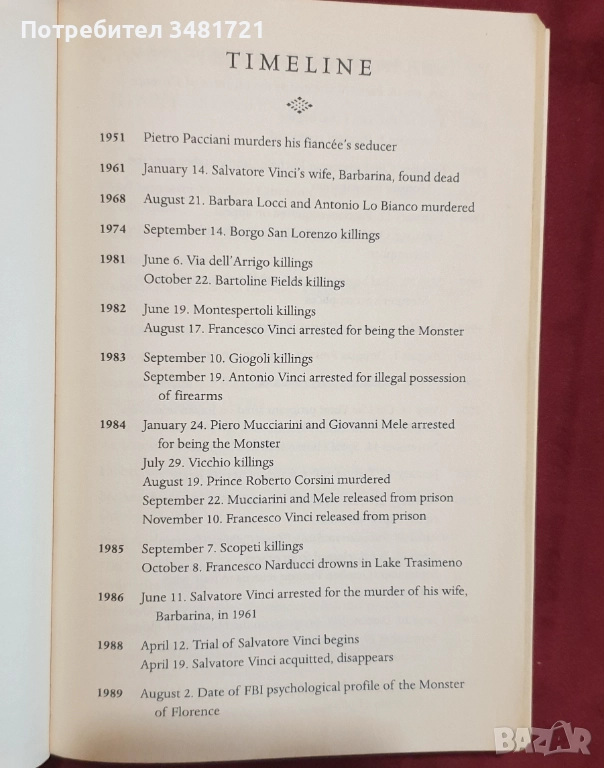 Потребител 3481721
TIMELINE
1951 Pietro Pacciani murders his fiancée's seducer
1961 January 14. Salvatore Vinci's wife, Barbarina, found dead
1968 August 21. Barbara Locci and Antonio Lo Bianco murdered
1974 September 14. Borgo San Lorenzo killings
1981 June 6. Via dell'Arrigo killings
October 22. Bartoline Fields killings
1982 June 19. Montespertoli killings
August 17. Francesco Vinci arrested for being the Monster
1983 September 10. Giogoli killings
September 19. Antonio Vinci arrested for illegal possession
of firearms
1984 January 24. Piero Mucciarini and Giovanni Mele arrested
for being the Monster
July 29. Vicchio killings
August 19. Prince Roberto Corsini murdered
September 22. Mucciarini and Mele released from prison
November 10. Francesco Vinci released from prison
1985 September 7. Scopeti killings
October 8. Francesco Narducci drowns in Lake Trasimeno
1986 June 11. Salvatore Vinci arrested for the murder of his wife,
Barbarina, in 1961
1988 April 12. Trial of Salvatore Vinci begins
April 19. Salvatore Vinci acquitted, disappears
1989 August 2. Date of FBI psychological profile of the Monster
of Florence
BAZAR